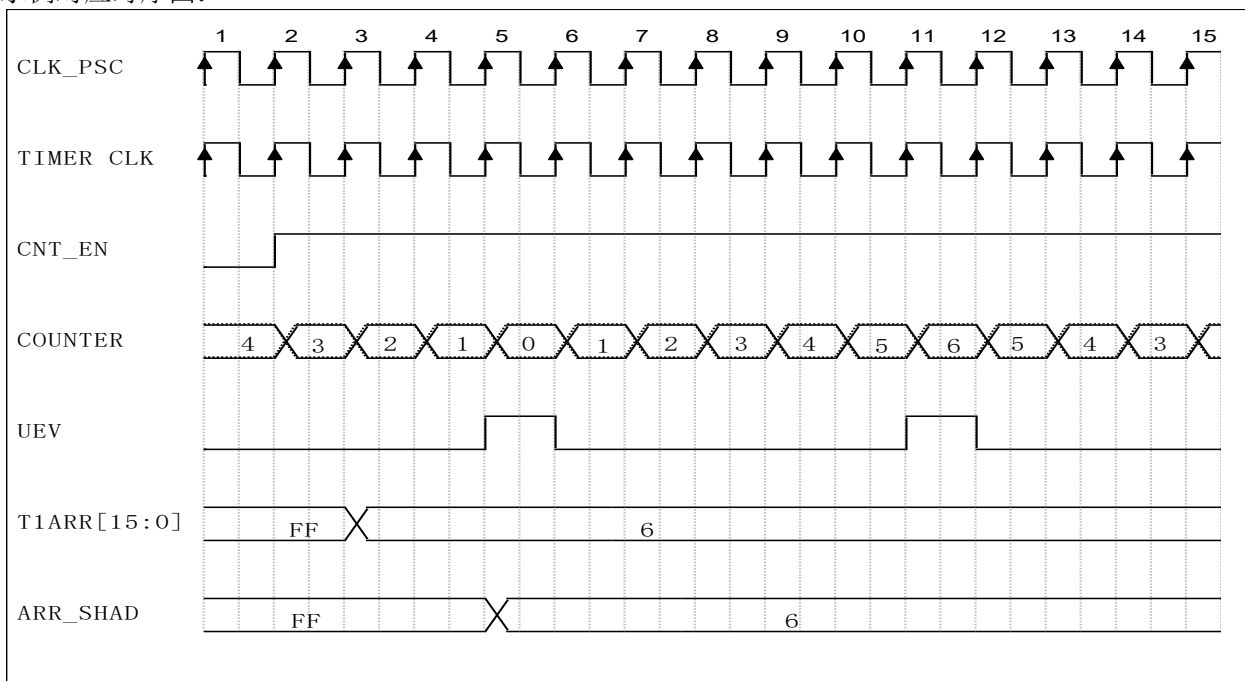 1 2 3 4 5 6 7 8 9 10 11 12 13 14 15
CLK_PSC
TIMER CLK
CNT_EN
COUNTER 4 3 2 1 0 1 2 3 4 5 6 5 4 3
UEV
T1ARR[15:0] FF 6
ARR_SHAD FF 6